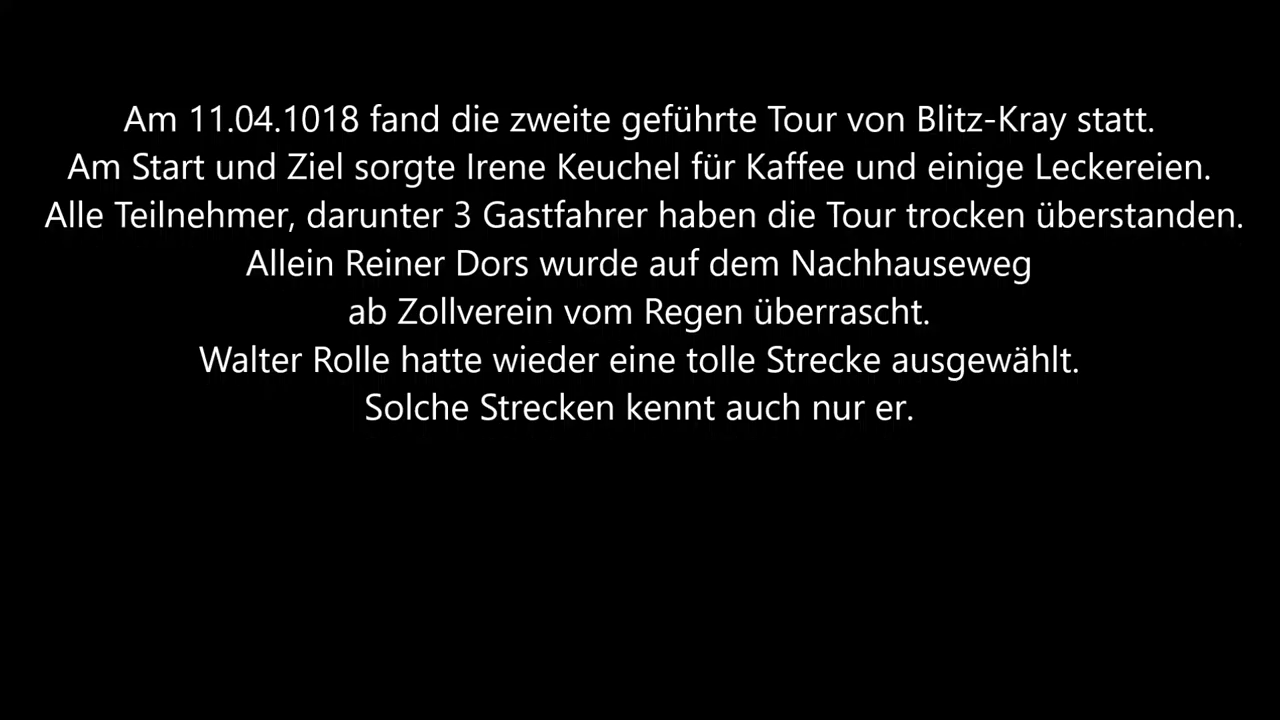 Am 11.04.1018 fand die zweite geführte Tour von Blitz-Kray statt.
Am Start und Ziel sorgte Irene Keuchel für Kaffee und einige Leckereien.
Alle Teilnehmer, darunter 3 Gastfahrer haben die Tour trocken überstanden.
Allein Reiner Dors wurde auf dem Nachhauseweg
ab Zollverein vom Regen überrascht.
Walter Rolle hatte wieder eine tolle Strecke ausgewählt.
Solche Strecken kennt auch nur er.